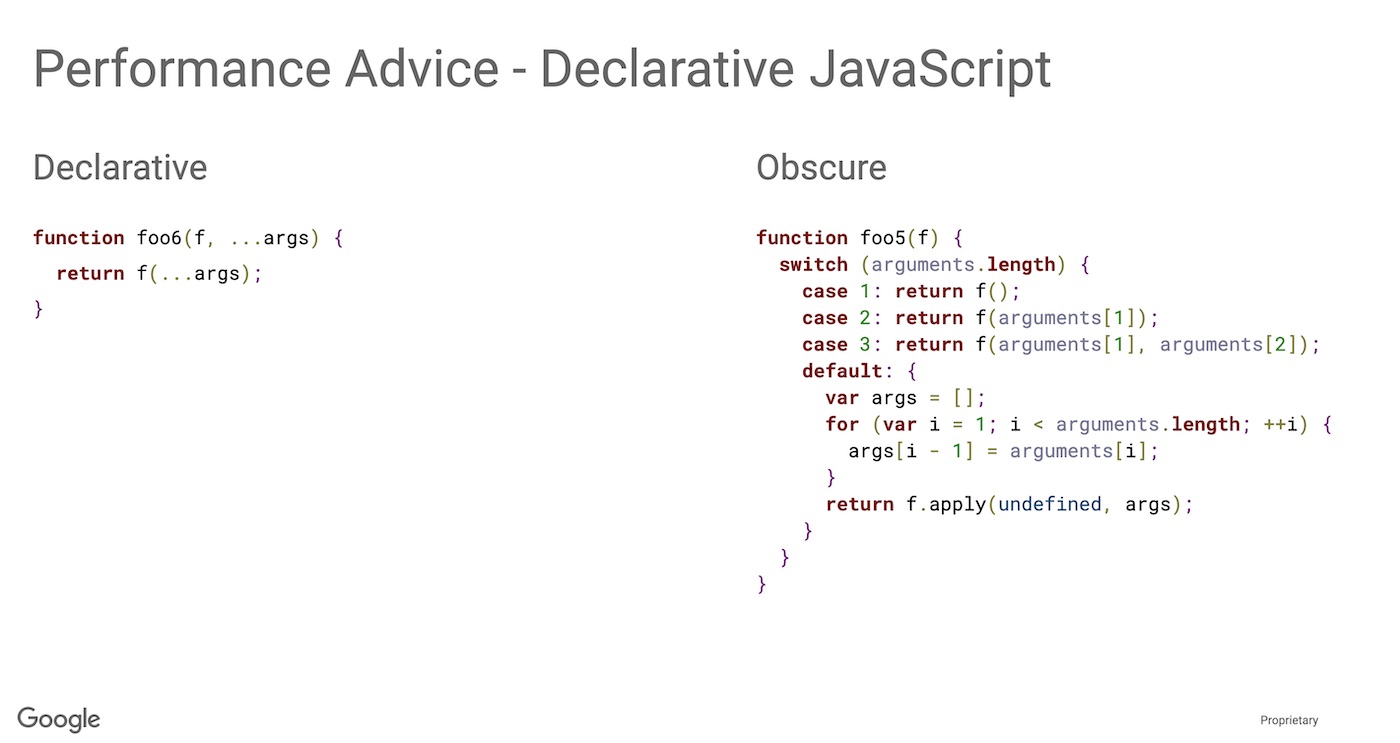 Performance Advice - Declarative JavaScript
Declarative
function foo6(f, ...args) {
  return f(...args);
}
Obscure
function foo5(f) {
  switch (arguments.length) {
    case 1: return f();
    case 2: return f(arguments[1]);
    case 3: return f(arguments[1], arguments[2]);
    default: {
      var args = [];
      for (var i = 1; i < arguments.length; ++i) {
        args[i - 1] = arguments[i];
      }
      return f.apply(undefined, args);
    }
  }
}
Google
Proprietary